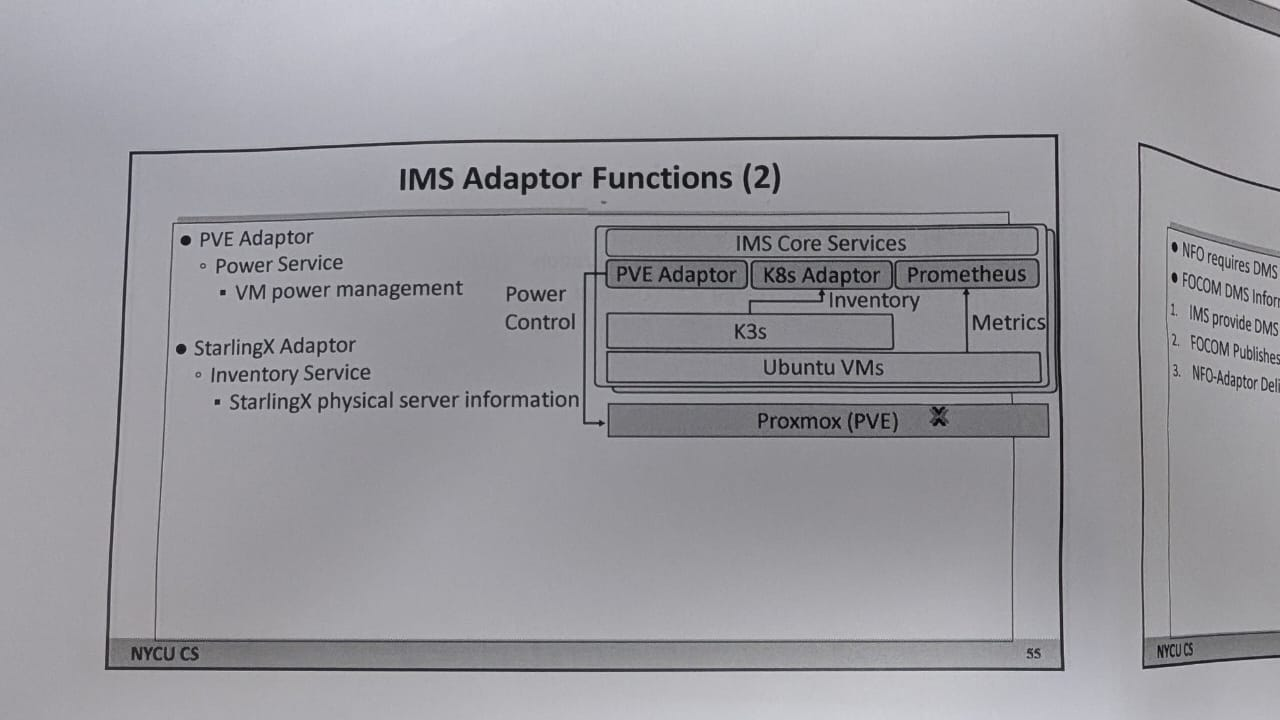 IMS Adaptor Functions (2)
● PVE Adaptor
○ Power Service
▪ VM power management
● StarlingX Adaptor
○ Inventory Service
▪ StarlingX physical server information
Power
Control
IMS Core Services
PVE Adaptor
K8s Adaptor
Prometheus
Inventory
K3s
Metrics
Ubuntu VMs
Proxmox (PVE)
NYCU CS
55
● NFO requires DMS
● FOCOM DMS
1. IMS provide DMS
2. FOCOM Publishes
3. NFO-Adaptor
NYCU CS